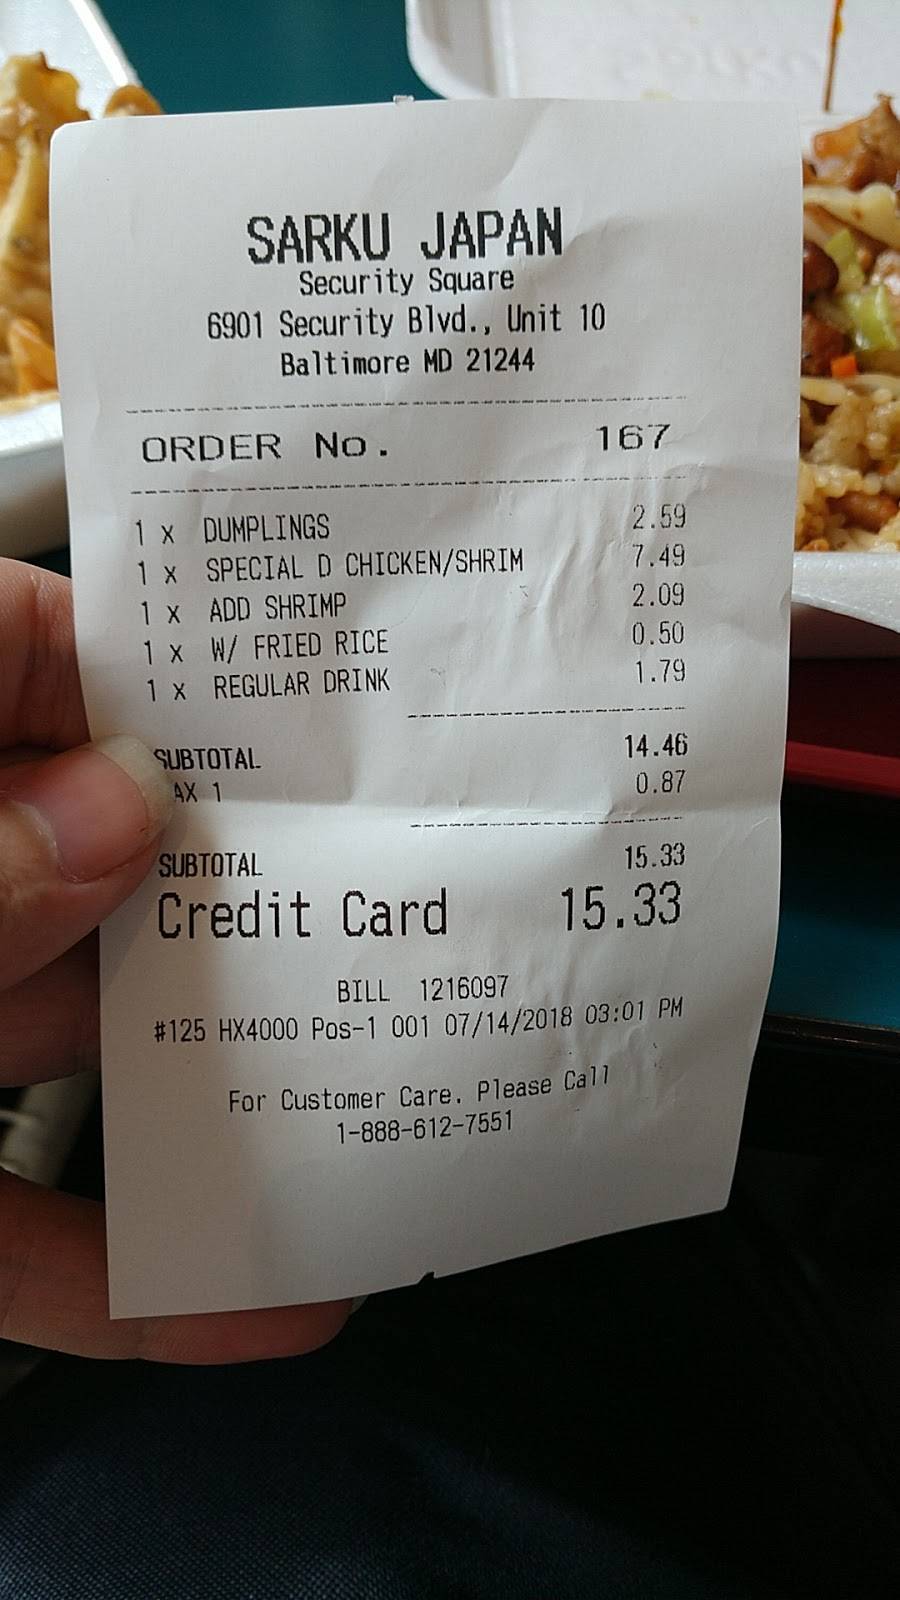 SARKU JAPAN
Security Square
6901 Security Blvd., Unit 10
Baltimore MD 21244
ORDER No. 167
1 x DUMPLINGS 2.59
1 x SPECIAL D CHICKEN/SHRIM 7.49
1 x ADD SHRIMP 2.09
1 x W/ FRIED RICE 0.50
1 x REGULAR DRINK 1.79
SUBTOTAL 14.46
AX 1 0.87
SUBTOTAL 15.33
Credit Card 15.33
BILL 1216097
#125 HX4000 Pos-1 001 07/14/2018 03:01 PM
For Customer Care. Please Call
1-888-612-7551